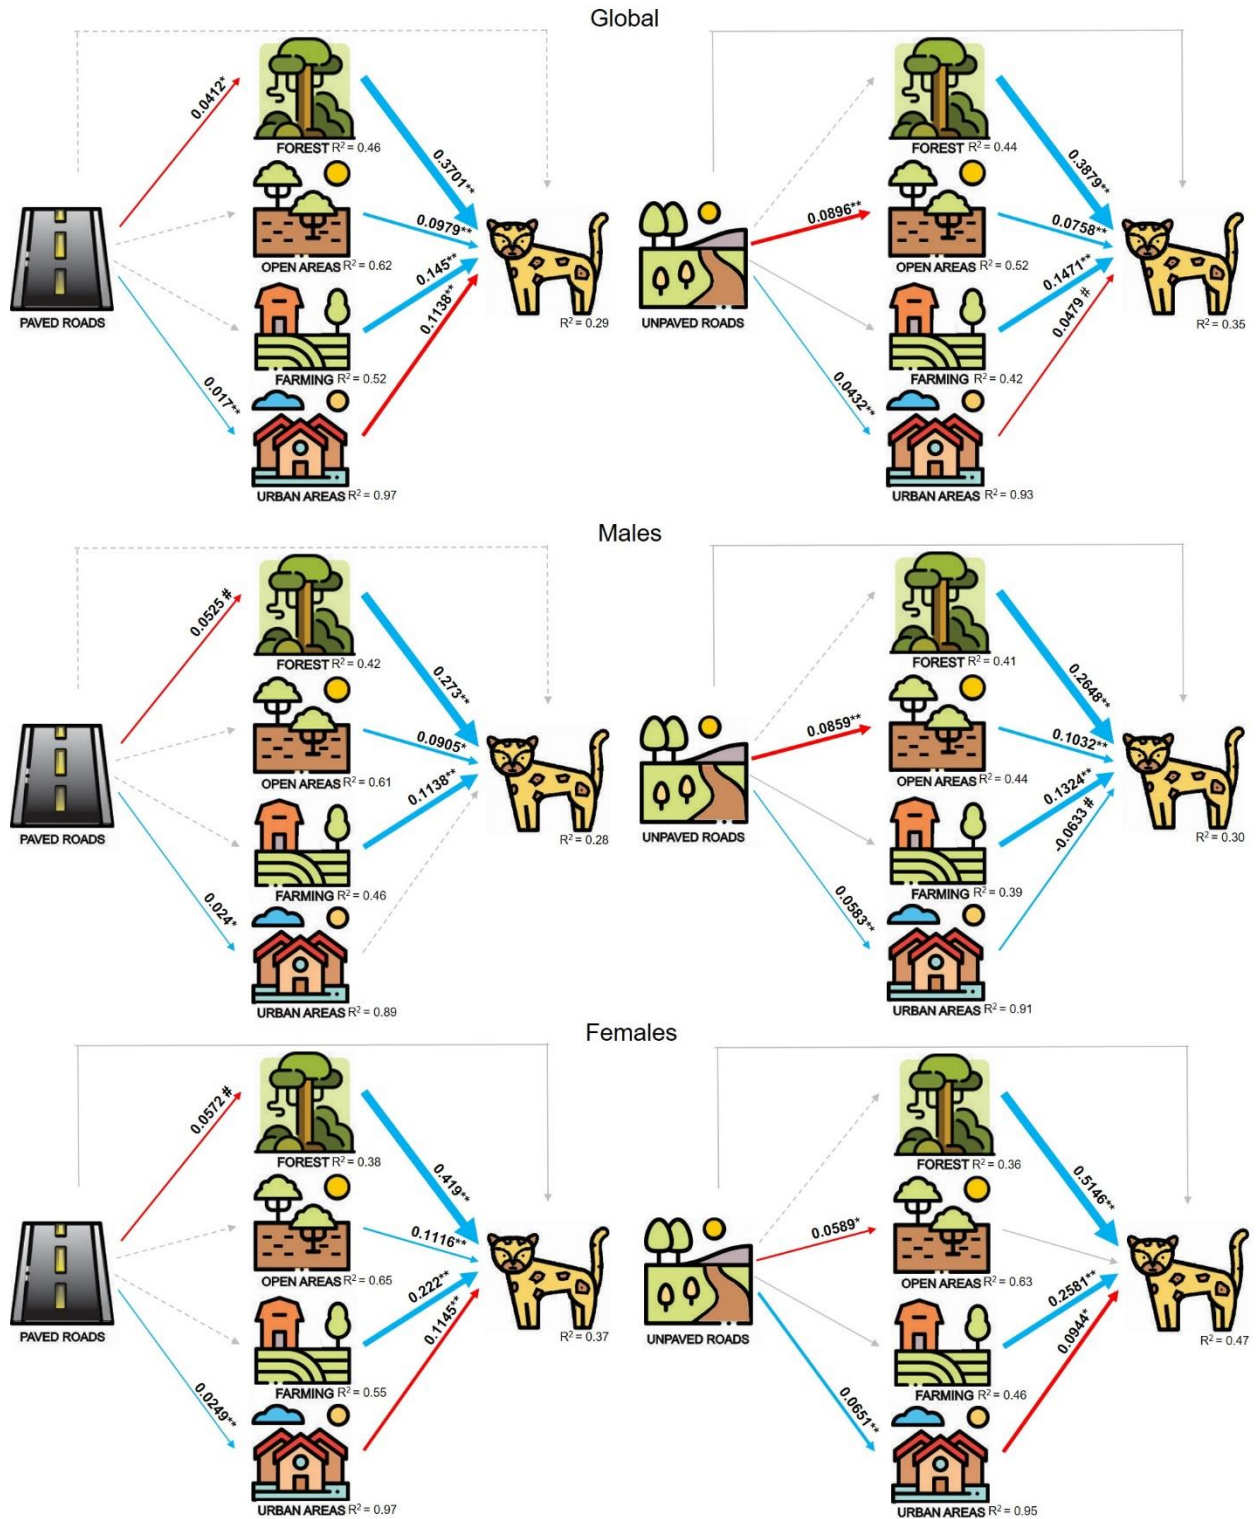 Global
0.0412*
FOREST R² = 0.46
0.3701**
0.0979**
OPEN AREAS R² = 0.62
0.145**
0.1138**
PAVED ROADS
R² = 0.29
FARMING R² = 0.52
0.017**
URBAN AREAS R² = 0.97
FOREST R² = 0.44
0.3879**
0.0896**
0.0758**
OPEN AREAS R² = 0.52
0.1471**
0.0479 #
UNPAVED ROADS
R² = 0.35
FARMING R² = 0.42
0.0432**
URBAN AREAS R² = 0.93
Males
0.0525 #
FOREST R² = 0.42
0.273**
0.0905*
OPEN AREAS R² = 0.61
0.1138**
PAVED ROADS
R² = 0.28
FARMING R² = 0.46
0.024*
URBAN AREAS R² = 0.89
FOREST R² = 0.41
0.2648**
0.0859**
0.1032**
OPEN AREAS R² = 0.44
0.1324**
-0.0633 #
UNPAVED ROADS
R² = 0.30
FARMING R² = 0.39
0.0583**
URBAN AREAS R² = 0.91
Females
0.0572 #
FOREST R² = 0.38
0.419**
0.1116**
OPEN AREAS R² = 0.65
0.222**
0.1145**
PAVED ROADS
R² = 0.37
FARMING R² = 0.55
0.0249**
URBAN AREAS R² = 0.97
FOREST R² = 0.36
0.5146**
0.0589*
OPEN AREAS R² = 0.63
0.2581**
0.0944*
UNPAVED ROADS
R² = 0.47
FARMING R² = 0.46
0.0651**
URBAN AREAS R² = 0.95